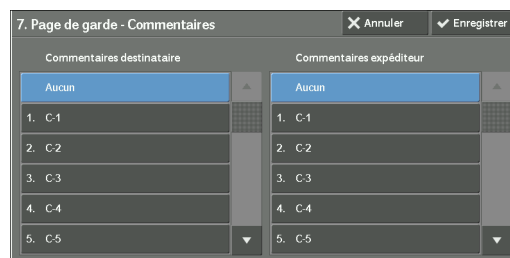 7. Page de garde - Commentaires
Annuler
Enregistrer
Commentaires destinataire
Aucun
1. C-1
2. C-2
3. C-3
4. C-4
5. C-5
Commentaires expéditeur
Aucun
1. C-1
2. C-2
3. C-3
4. C-4
5. C-5